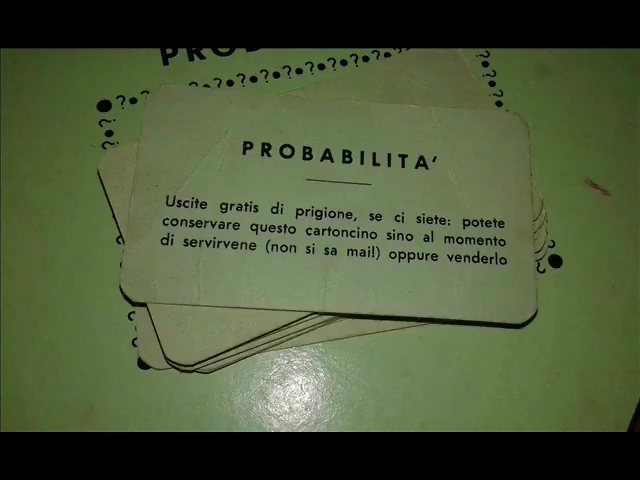 PROB
PROBABILITA'
Uscite gratis di prigione, se ci siete: potete
conservare questo cartoncino sino al momento
di servirvene (non si sa mai!) oppure venderlo